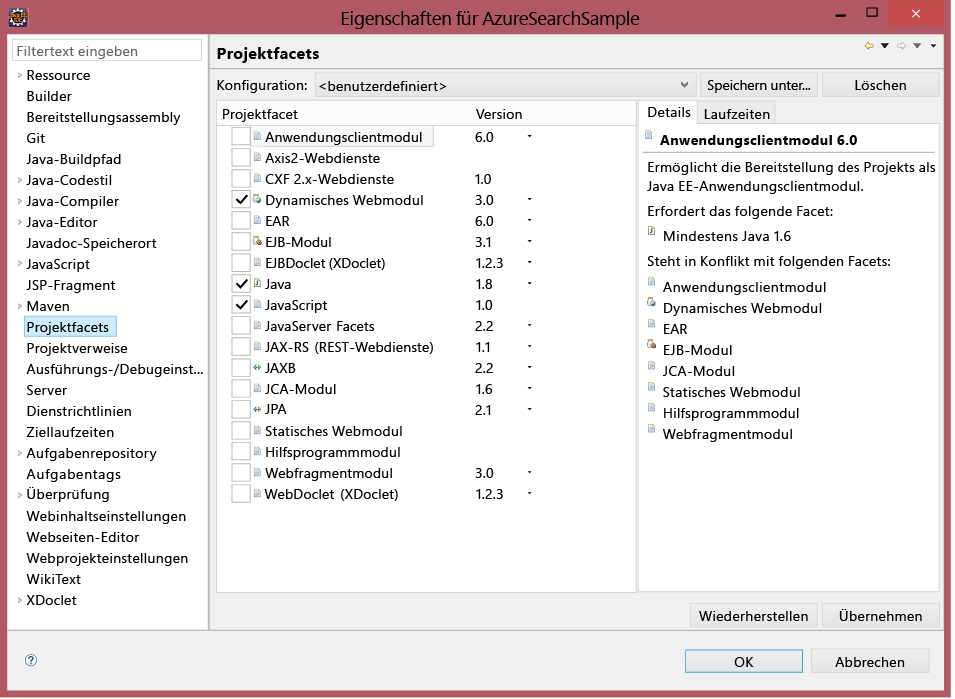 Eigenschaften für AzureSearchSample
Filtertext eingeben
Ressource
Builder
Bereitstellungsassembly
Git
Java-Buildpfad
Java-Codestil
Java-Compiler
Java-Editor
Javadoc-Speicherort
JavaScript
JSP-Fragment
Maven
Projektfacets
Projektverweise
Ausführungs-/Debugeinst...
Server
Dienstrichtlinien
Ziellaufzeiten
Aufgabenrepository
Aufgabentags
Überprüfung
Webinhaltseinstellungen
Webseiten-Editor
Webprojekteinstellungen
WikiText
XDoclet
Projektfacets
Konfiguration: <benutzerdefiniert> Speichern unter... Löschen
Projektfacet Version
Anwendungsclientmodul 6.0
Axis2-Webdienste
CXF 2.x-Webdienste 1.0
Dynamisches Webmodul 3.0
EAR 6.0
EJB-Modul 3.1
EJBDoclet (XDoclet) 1.2.3
Java 1.8
JavaScript 1.0
JavaServer Facets 2.2
JAX-RS (REST-Webdienste) 1.1
JAXB 2.2
JCA-Modul 1.6
JPA 2.1
Statisches Webmodul
Hilfsprogrammmodul
Webfragmentmodul 3.0
WebDoclet (XDoclet) 1.2.3
Details Laufzeiten
Anwendungsclientmodul 6.0
Ermöglicht die Bereitstellung des Projekts als
Java EE-Anwendungsclientmodul.
Erfordert das folgende Facet:
Mindestens Java 1.6
Steht in Konflikt mit folgenden Facets:
Anwendungsclientmodul
Dynamisches Webmodul
EAR
EJB-Modul
JCA-Modul
Statisches Webmodul
Hilfsprogrammmodul
Webfragmentmodul
Wiederherstellen Übernehmen
OK Abbrechen